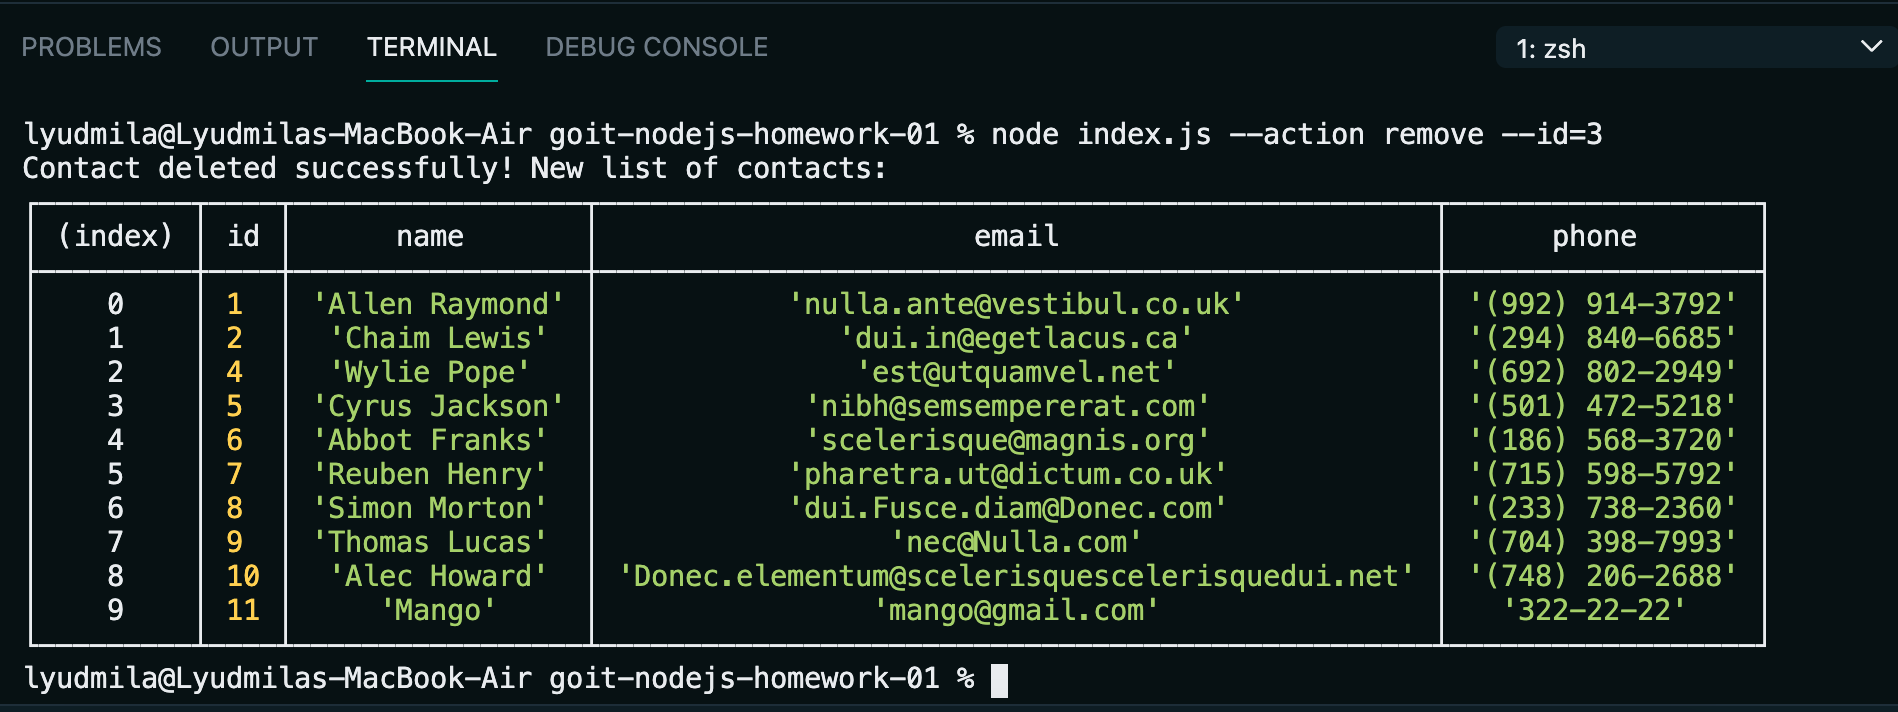 PROBLEMS OUTPUT TERMINAL DEBUG CONSOLE 1: zsh
lyudmila@Lyudmilas-MacBook-Air goit-nodejs-homework-01 % node index.js --action remove --id=3
Contact deleted successfully! New list of contacts:
(index) id name email phone
0 1 'Allen Raymond' 'nulla.ante@vestibul.co.uk' '(992) 914-3792'
1 2 'Chaim Lewis' 'dui.in@egetlacus.ca' '(294) 840-6685'
2 4 'Wylie Pope' 'est@utquamvel.net' '(692) 802-2949'
3 5 'Cyrus Jackson' 'nibh@semsempererat.com' '(501) 472-5218'
4 6 'Abbot Franks' 'scelerisque@magnis.org' '(186) 568-3720'
5 7 'Reuben Henry' 'pharetra.ut@dictum.co.uk' '(715) 598-5792'
6 8 'Simon Morton' 'dui.Fusce.diam@Donec.com' '(233) 738-2360'
7 9 'Thomas Lucas' 'nec@Nulla.com' '(704) 398-7993'
8 10 'Alec Howard' 'Donec.elementum@scelerisquescelerisquedui.net' '(748) 206-2688'
9 11 'Mango' 'mango@gmail.com' '322-22-22'
lyudmila@Lyudmilas-MacBook-Air goit-nodejs-homework-01 %